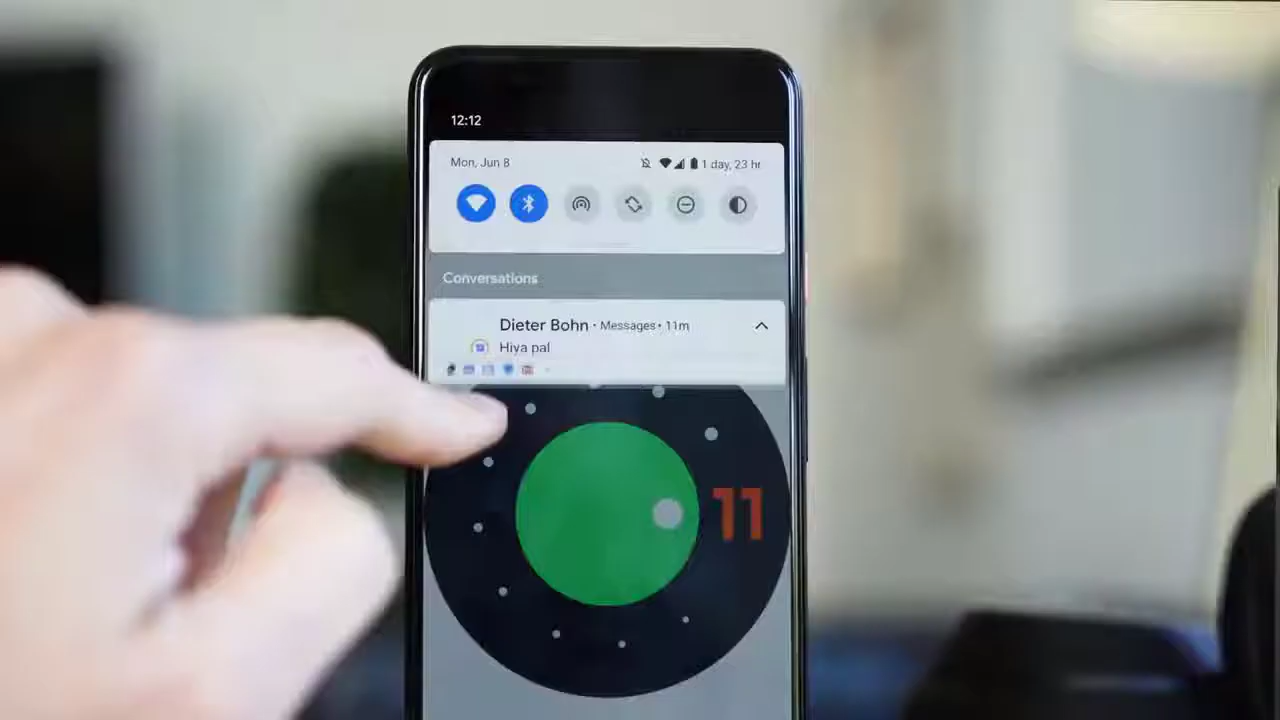 12:12
Mon, Jun 8 1 day, 23 hr
Conversations
Dieter Bohn · Messages · 11m
Hiya pal
11